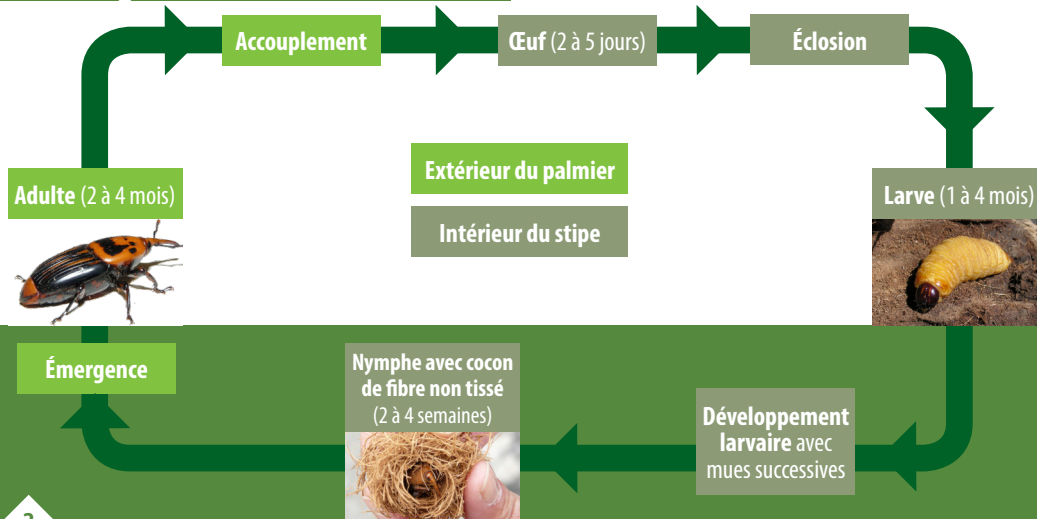 Accouplement
Œuf (2 à 5 jours)
Éclosion
Extérieur du palmier
Adulte (2 à 4 mois)
Larve (1 à 4 mois)
Intérieur du stipe
Émergence
Nymphe avec cocon
de fibre non tissé
(2 à 4 semaines)
Développement
larvaire avec
mues successives